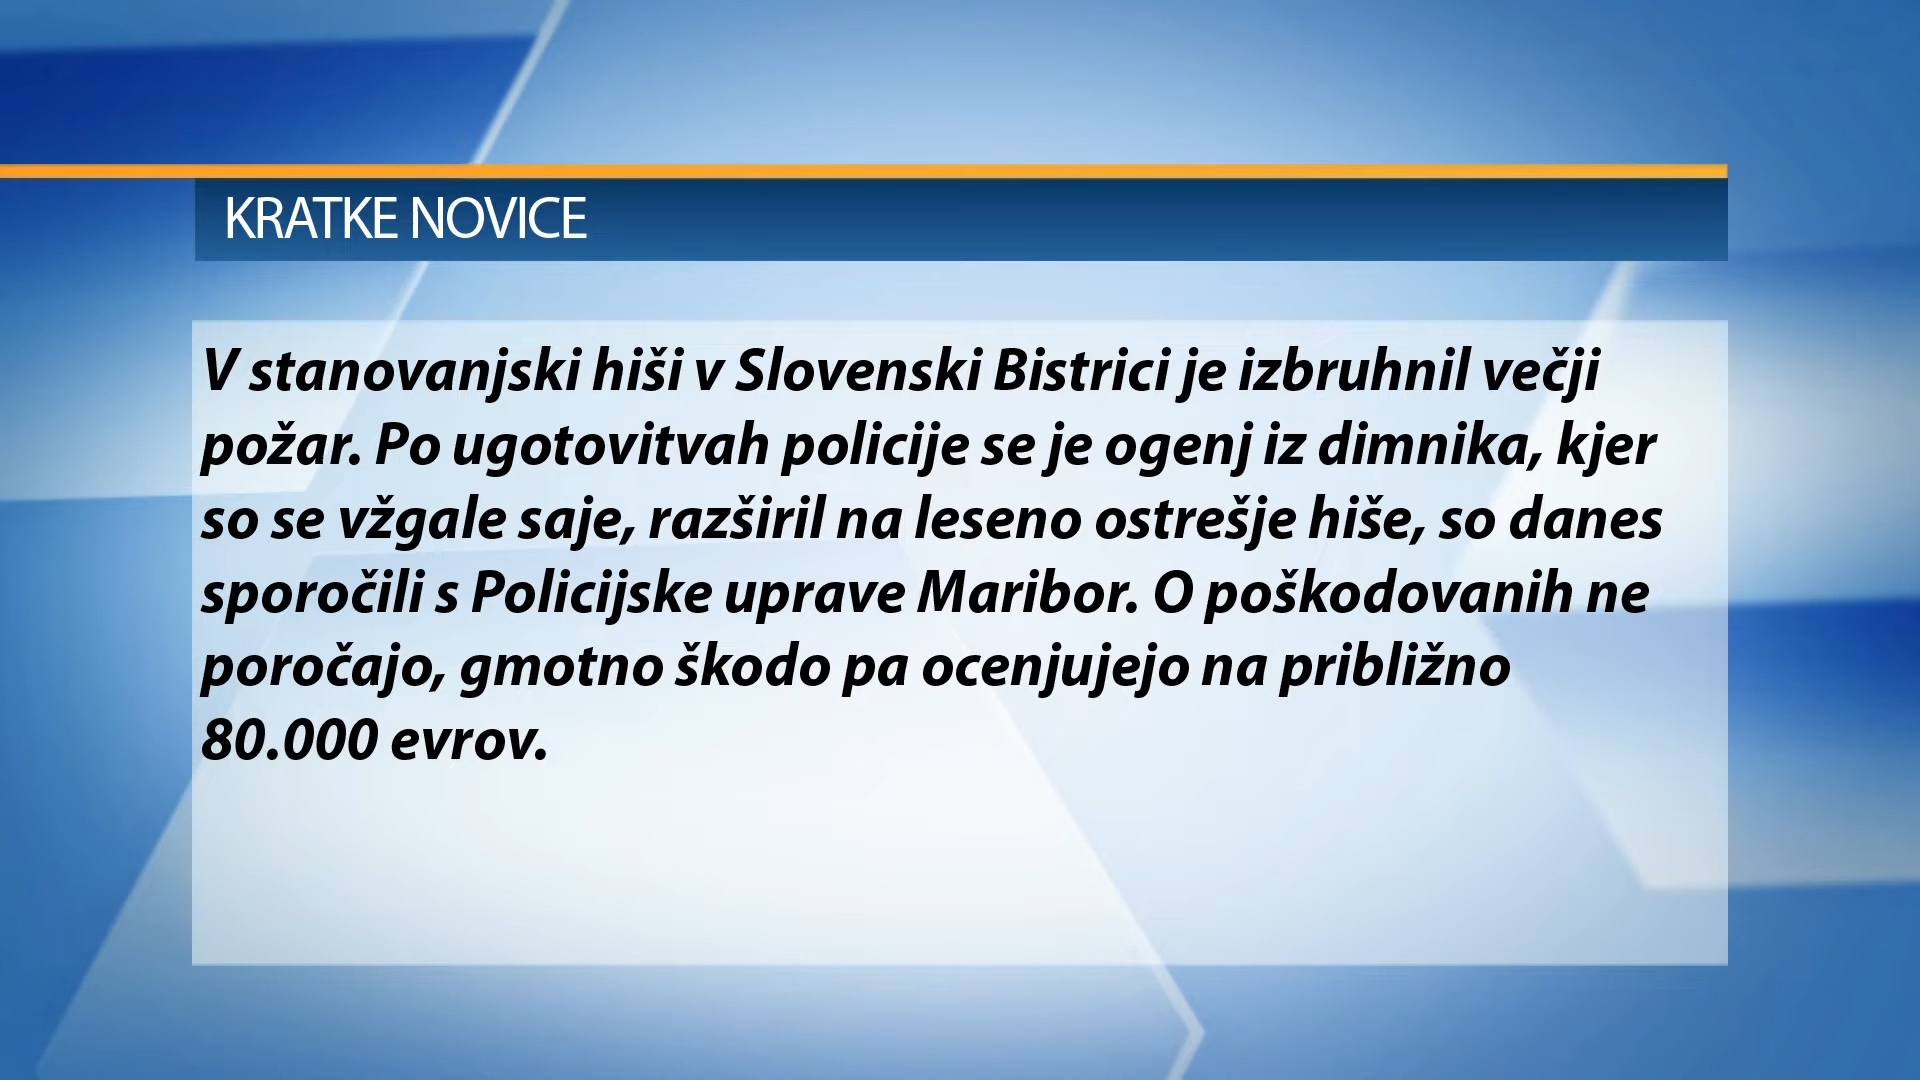 KRATKE NOVICE
V stanovanjski hiši v Slovenski Bistrici je izbruhnil večji
požar. Po ugotovitvah policije se je ogenj iz dimnika, kjer
so se vžgale saje, razširil na leseno ostrešje hiše, so danes
sporočili s Policijske uprave Maribor. O poškodovanih ne
poročajo, gmotno škodo pa ocenjujejo na približno
80.000 evrov.